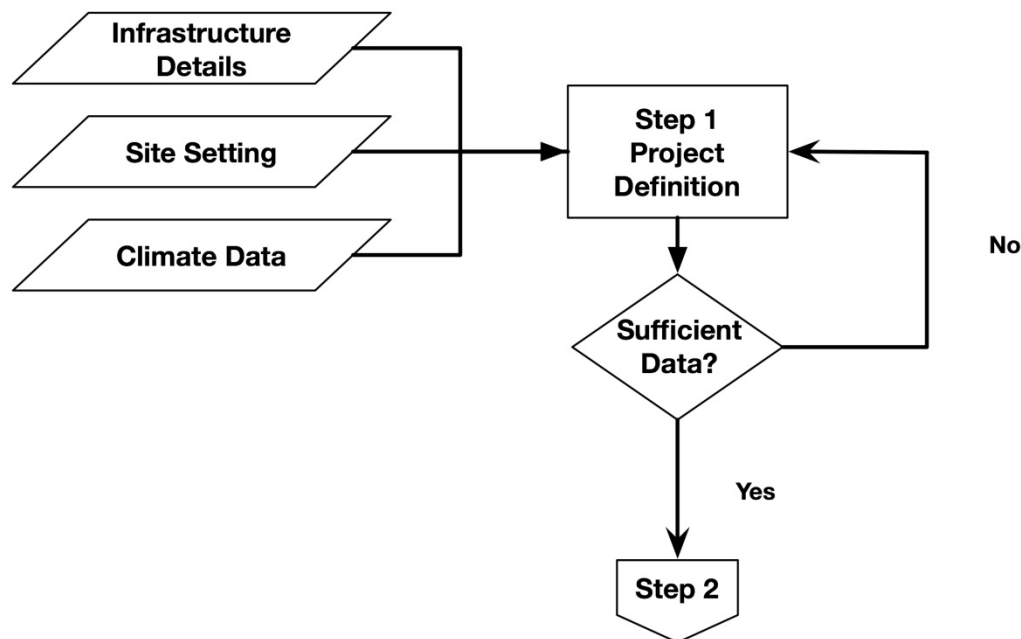 Infrastructure
Details
Site Setting
Climate Data
Step 1
Project
Definition
No
Sufficient
Data?
Yes
Step 2